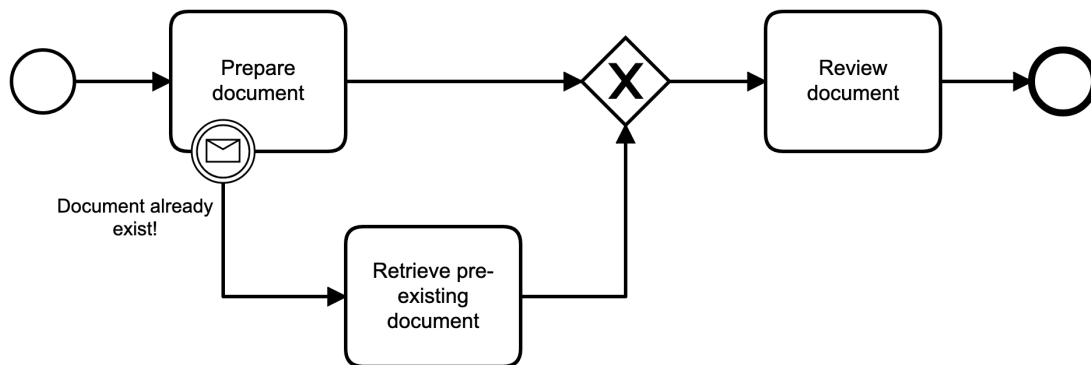 Prepare
document
X
Review
document
Document already
exist!
Retrieve pre-
existing
document